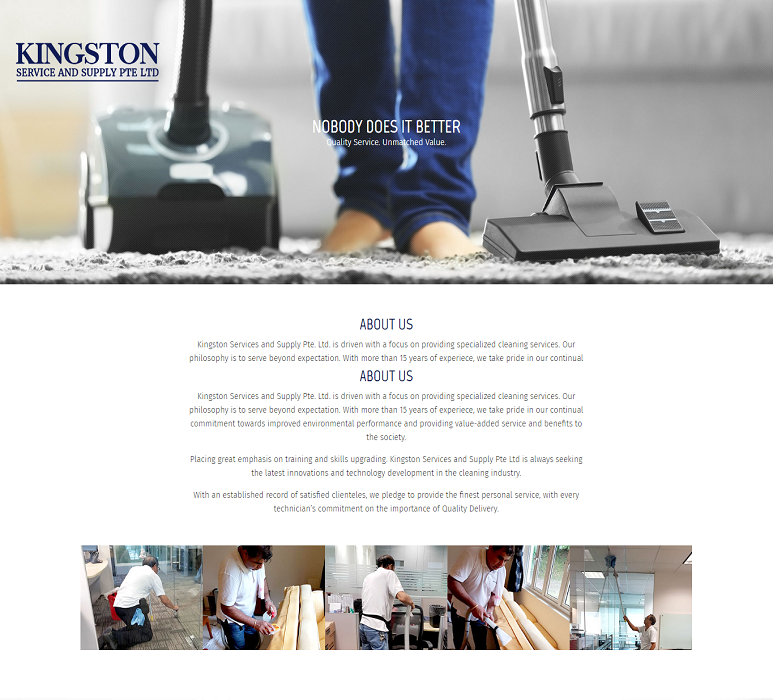 KINGSTON
SERVICE AND SUPPLY PTE LTD
NOBODY DOES IT BETTER
Quality Service. Unmatched Value.
ABOUT US
Kingston Services and Supply Pte. Ltd. is driven with a focus on providing specialized cleaning services. Our
philosophy is to serve beyond expectation. With more than 15 years of experiece, we take pride in our continual
ABOUT US
Kingston Services and Supply Pte. Ltd. is driven with a focus on providing specialized cleaning services. Our
philosophy is to serve beyond expectation. With more than 15 years of experiece, we take pride in our continual
commitment towards improved environmental performance and providing value-added service and benefits to
the society.
Placing great emphasis on training and skills upgrading. Kingston Services and Supply Pte Ltd is always seeking
the latest innovations and technology development in the cleaning industry.
With an established record of satisfied clienteles, we pledge to provide the finest personal service, with every
technician's commitment on the importance of Quality Delivery.